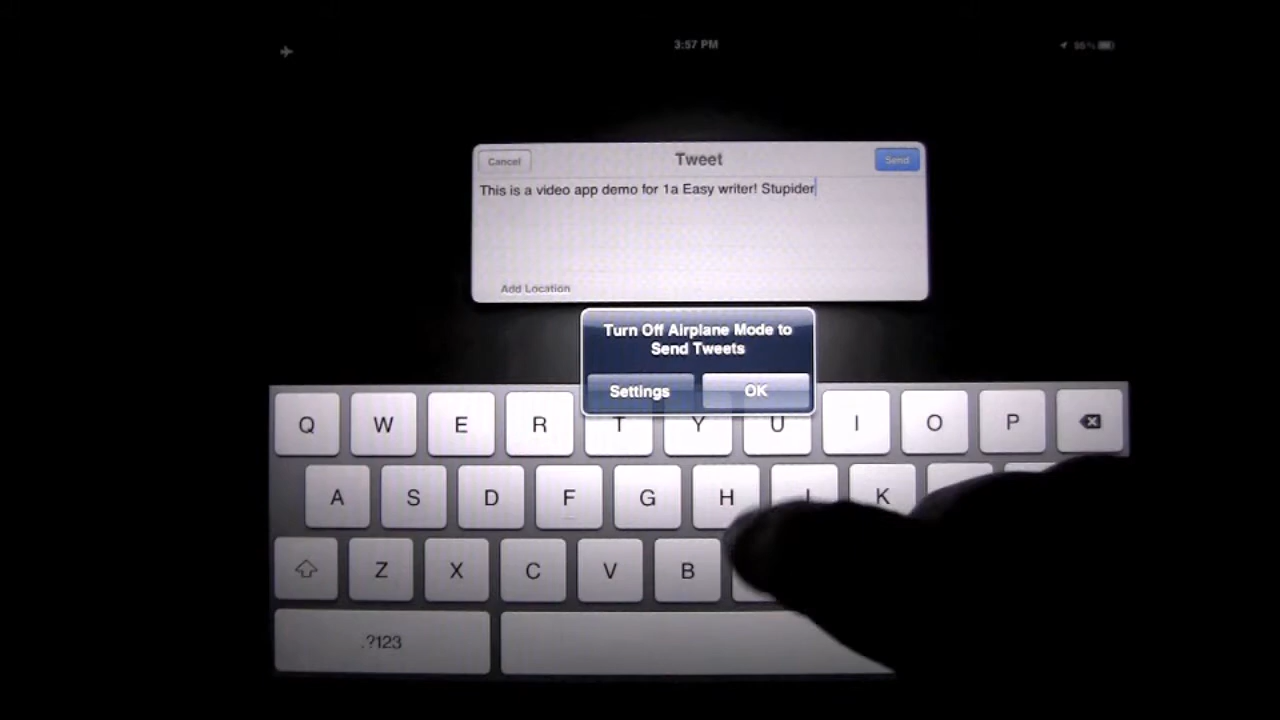 3:57 PM
Cancel
Tweet
Send
This is a video app demo for 1a Easy writer! Stupider
Add Location
Turn Off Airplane Mode to
Send Tweets
Settings
OK
Q W E R T Y U I O P
A S D F G H J K
Z X C V B
.?123